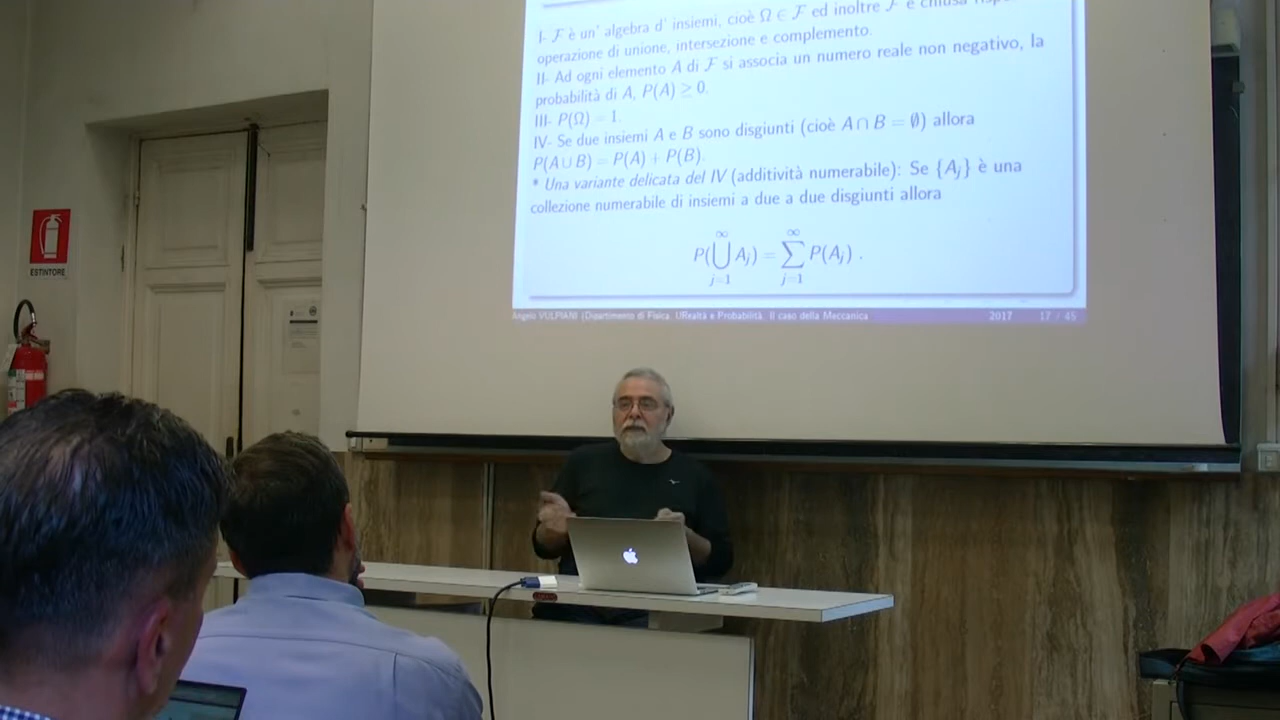 I- F è un' algebra d' insiemi, cioè Ω ∈ F ed inoltre F è chiusa
operazione di unione, intersezione e complemento.
II- Ad ogni elemento A di F si associa un numero reale non negativo, la
probabilità di A, P(A) ≥ 0.
III- P(Ω) = 1.
IV- Se due insiemi A e B sono disgiunti (cioè A ∩ B = ∅) allora
P(A ∪ B) = P(A) + P(B).
* Una variante delicata del IV (additività numerabile): Se {Aj} è una
collezione numerabile di insiemi a due a due disgiunti allora
P(⋃_{j=1}^{∞} Aj) = ∑_{j=1}^{∞} P(Aj) .
Angelo VULPIANI (Dipartimento di Fisica, URealtà e Probabilità. Il caso della Meccanica 2017 17 / 45
ESTINTORE